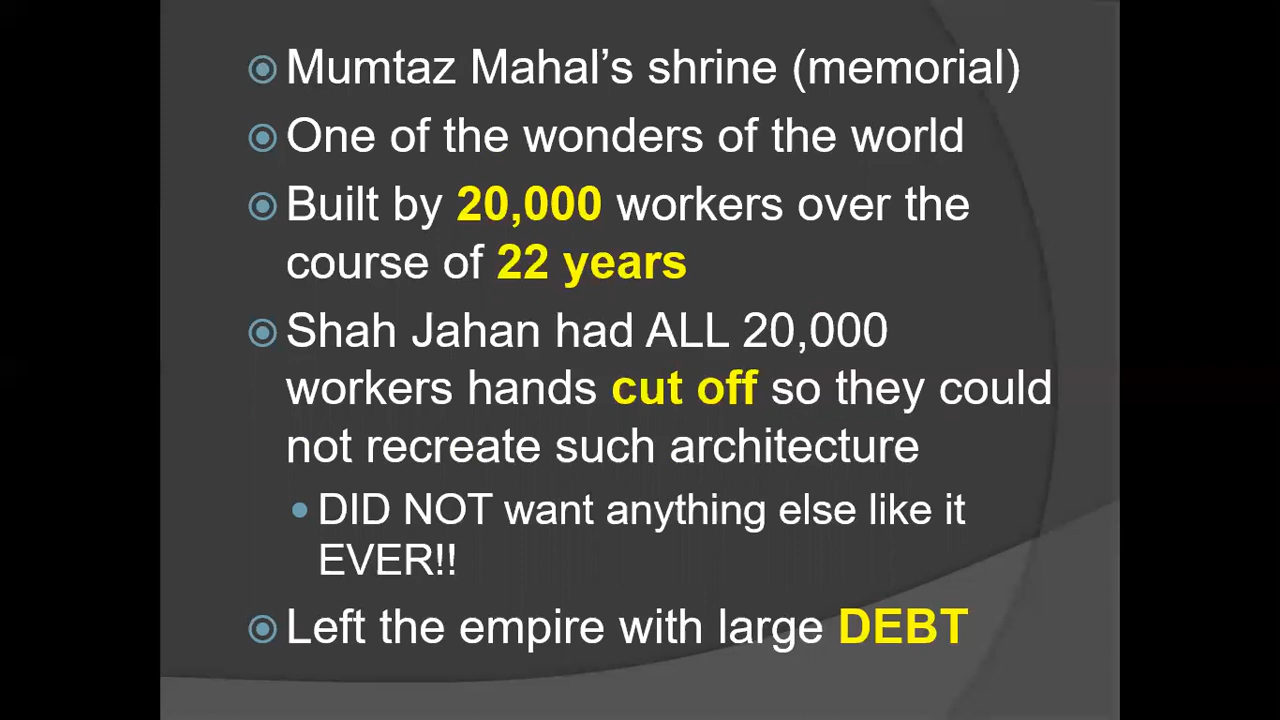 Mumtaz Mahal’s shrine (memorial)
One of the wonders of the world
Built by 20,000 workers over the
course of 22 years
Shah Jahan had ALL 20,000
workers hands cut off so they could
not recreate such architecture
DID NOT want anything else like it
EVER!!
Left the empire with large DEBT